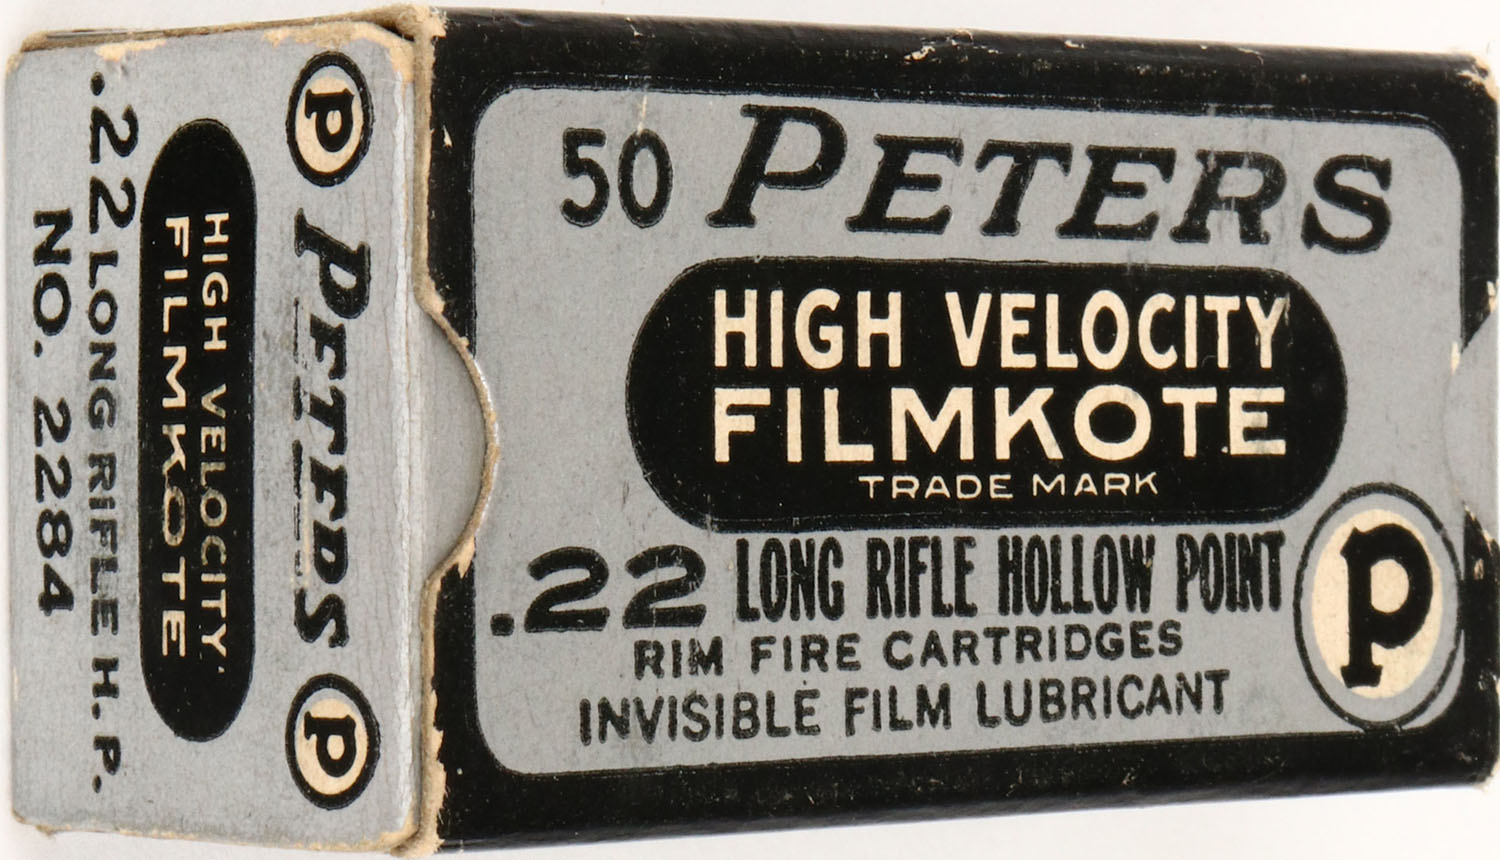 50 PETERS
HIGH VELOCITY
FILMKOTE
TRADE MARK
.22 LONG RIFLE HOLLOW POINT
RIM FIRE CARTRIDGES
INVISIBLE FILM LUBRICANT
P
P PETERS P
HIGH VELOCITY
FILMKOTE
.22 LONG RIFLE H.P.
NO. 2284